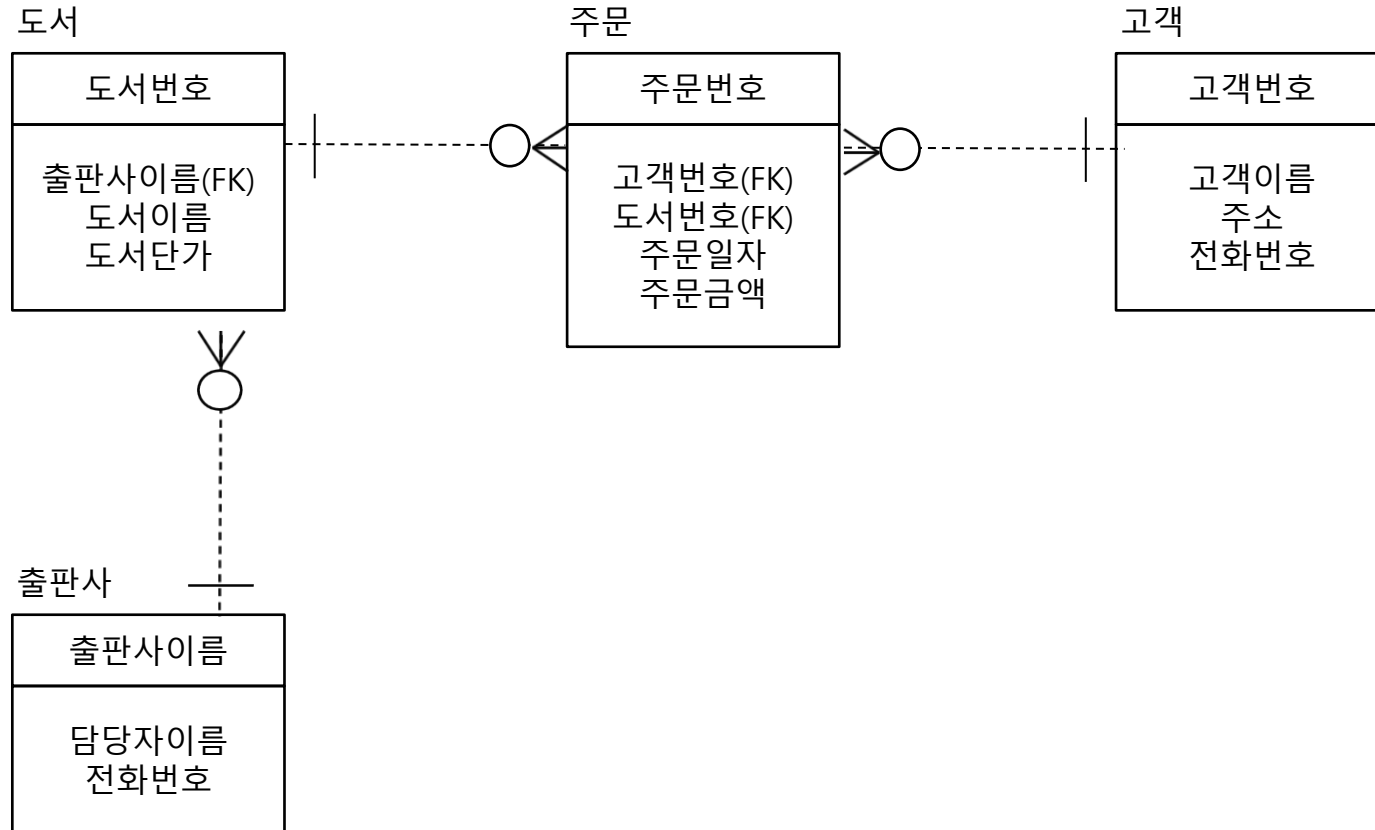 도서
도서번호
출판사이름(FK)
도서이름
도서단가
주문
주문번호
고객번호(FK)
도서번호(FK)
주문일자
주문금액
고객
고객번호
고객이름
주소
전화번호
출판사
출판사이름
담당자이름
전화번호